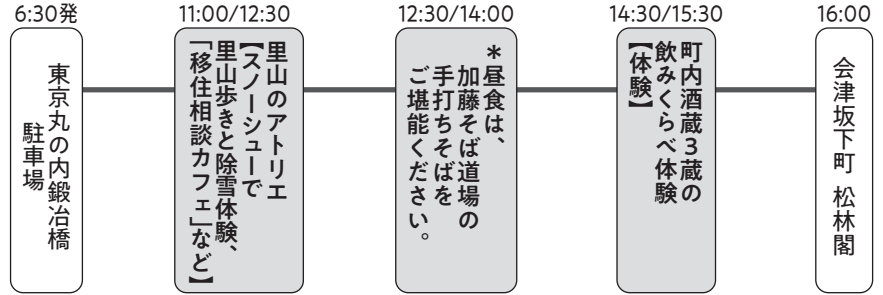 6:30発
東京丸の内鍛冶橋
駐車場
11:00/12:30
里山のアトリエ
【スノーシューで
里山歩きと除雪体験、
「移住相談カフェ」など】
12:30/14:00
*昼食は、
加藤そば道場の
手打ちそばを
ご堪能ください。
14:30/15:30
町内酒蔵3蔵の
飲みくらべ体験
【体験】
16:00
会津坂下町 松林閣